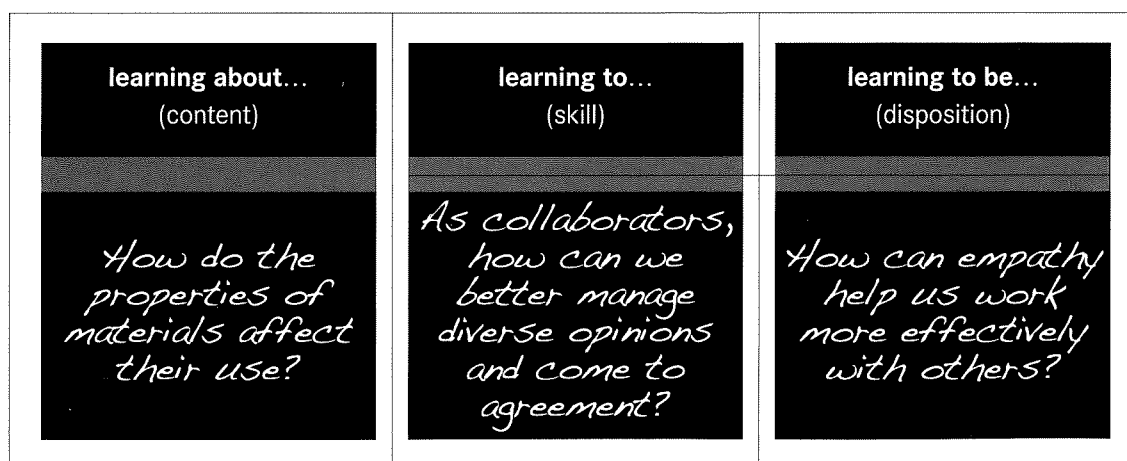 learning about...
(content)
How do the
properties of
materials affect
their use?
learning to...
(skill)
As collaborators,
how can we
better manage
diverse opinions
and come to
agreement?
learning to be...
(disposition)
How can empathy
help us work
more effectively
with others?